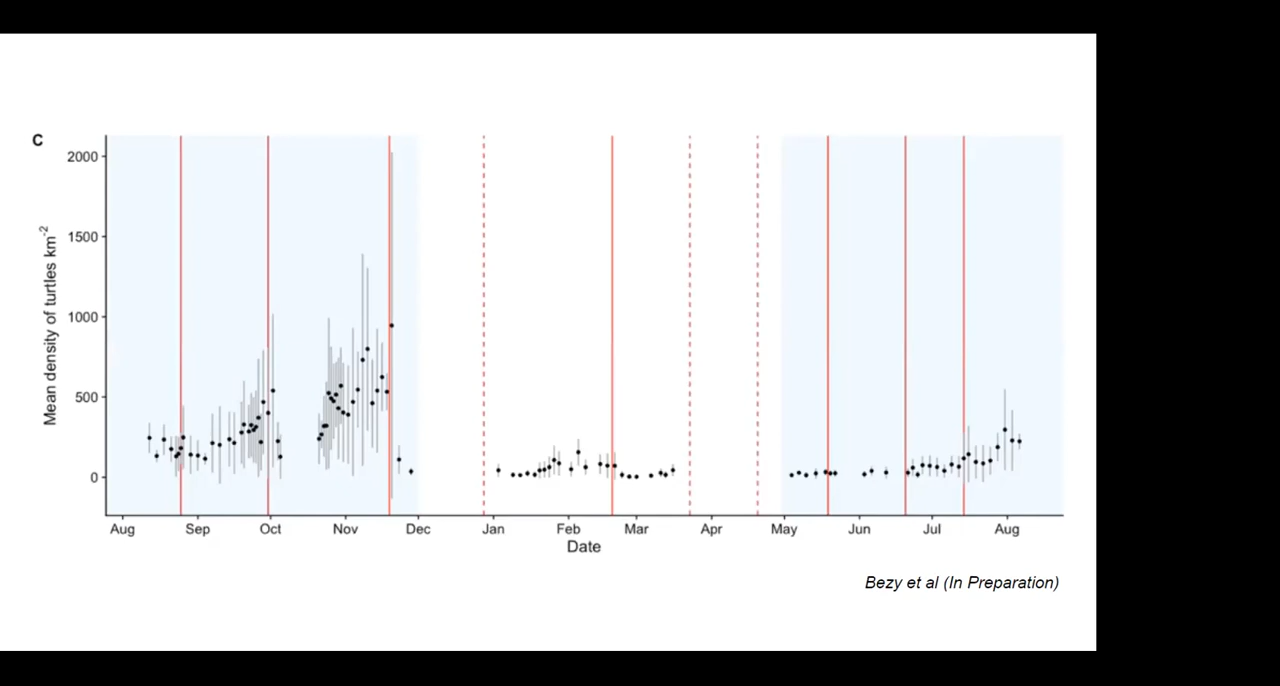 C
Mean density of turtles km-2
2000
1500
1000
500
0
Aug Sep Oct Nov Dec Jan Feb Mar Apr May Jun Jul Aug
Date
Bezy et al (In Preparation)